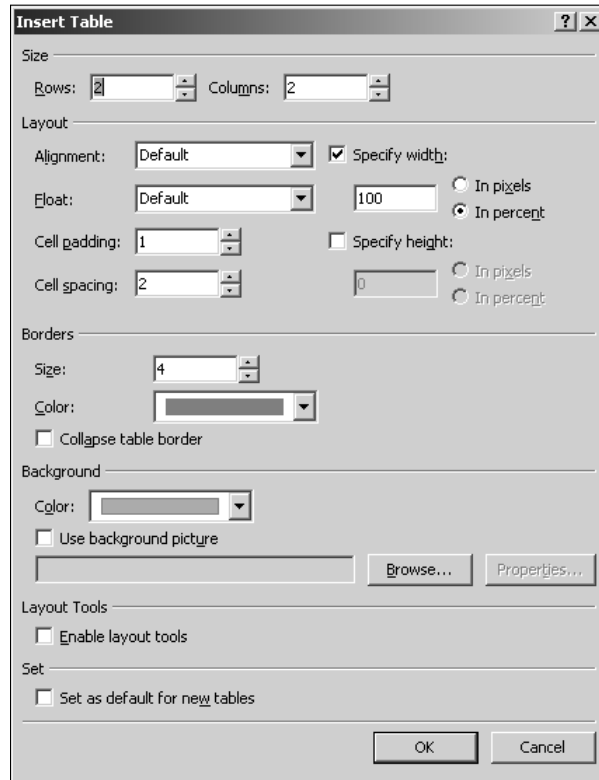 Insert Table
Size
Rows: 2 Columns: 2
Layout
Alignment: Default Specify width:
Float: Default 100 In pixels
In percent
Cell padding: 1 Specify height:
Cell spacing: 2 0 In pixels
In percent
Borders
Size: 4
Color:
Collapse table border
Background
Color:
Use background picture
Browse... Properties...
Layout Tools
Enable layout tools
Set
Set as default for new tables
OK Cancel